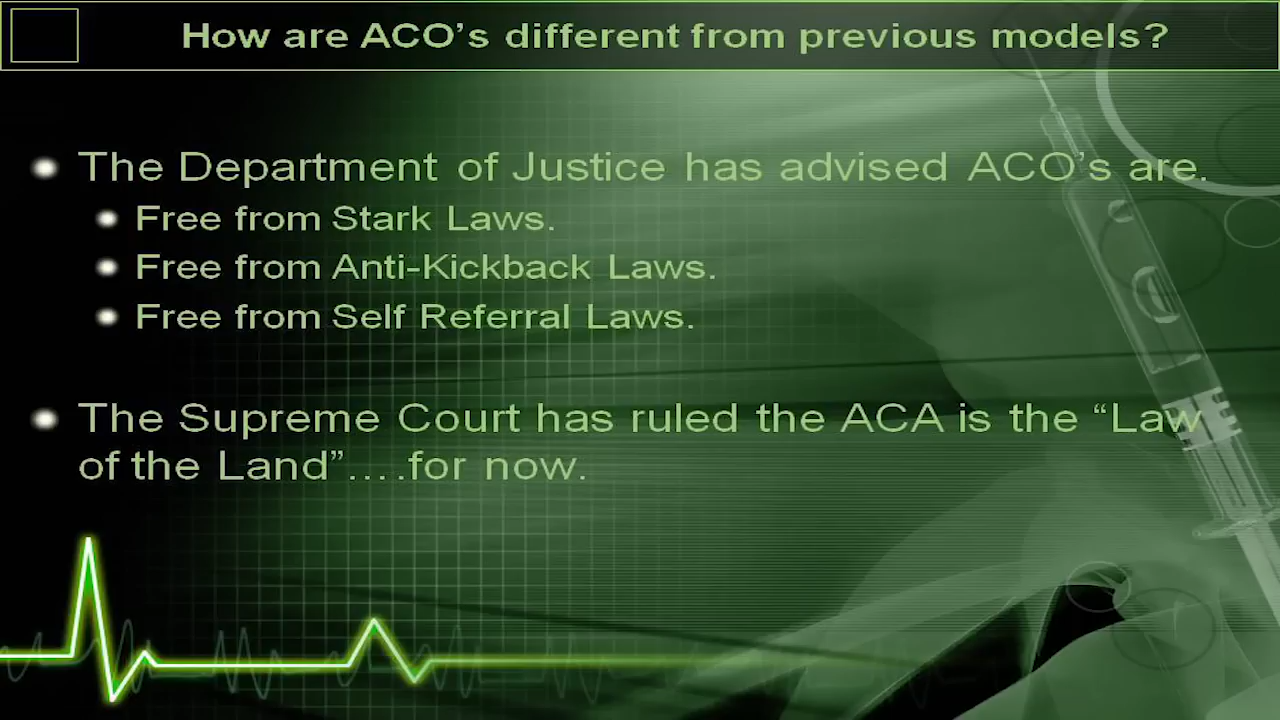 How are ACO’s different from previous models?
The Department of Justice has advised ACO’s are.
Free from Stark Laws.
Free from Anti-Kickback Laws.
Free from Self Referral Laws.
The Supreme Court has ruled the ACA is the “Law
of the Land”….for now.